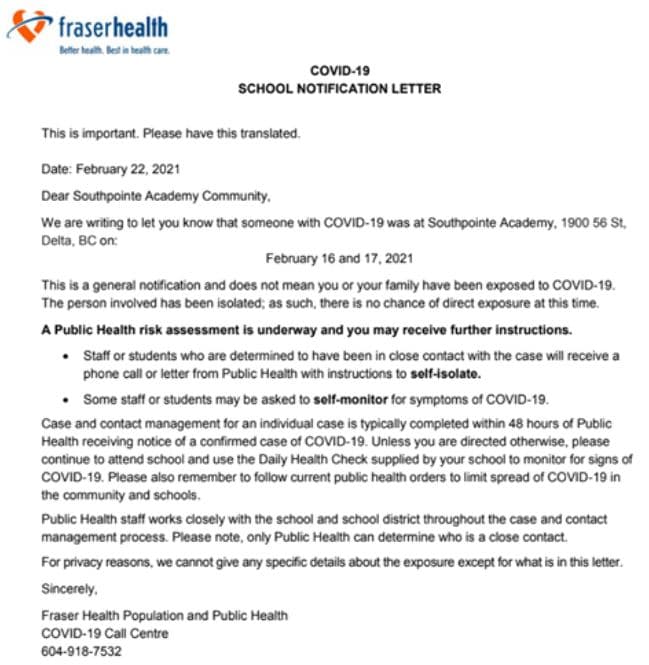 fraserhealth
Better health. Best in health care.
COVID-19
SCHOOL NOTIFICATION LETTER
This is important. Please have this translated.
Date: February 22, 2021
Dear Southpointe Academy Community,
We are writing to let you know that someone with COVID-19 was at Southpointe Academy, 1900 56 St,
Delta, BC on:
February 16 and 17, 2021
This is a general notification and does not mean you or your family have been exposed to COVID-19.
The person involved has been isolated; as such, there is no chance of direct exposure at this time.
A Public Health risk assessment is underway and you may receive further instructions.
• Staff or students who are determined to have been in close contact with the case will receive a
phone call or letter from Public Health with instructions to self-isolate.
• Some staff or students may be asked to self-monitor for symptoms of COVID-19.
Case and contact management for an individual case is typically completed within 48 hours of Public
Health receiving notice of a confirmed case of COVID-19. Unless you are directed otherwise, please
continue to attend school and use the Daily Health Check supplied by your school to monitor for signs of
COVID-19. Please also remember to follow current public health orders to limit spread of COVID-19 in
the community and schools.
Public Health staff works closely with the school and school district throughout the case and contact
management process. Please note, only Public Health can determine who is a close contact.
For privacy reasons, we cannot give any specific details about the exposure except for what is in this letter.
Sincerely,
Fraser Health Population and Public Health
COVID-19 Call Centre
604-918-7532